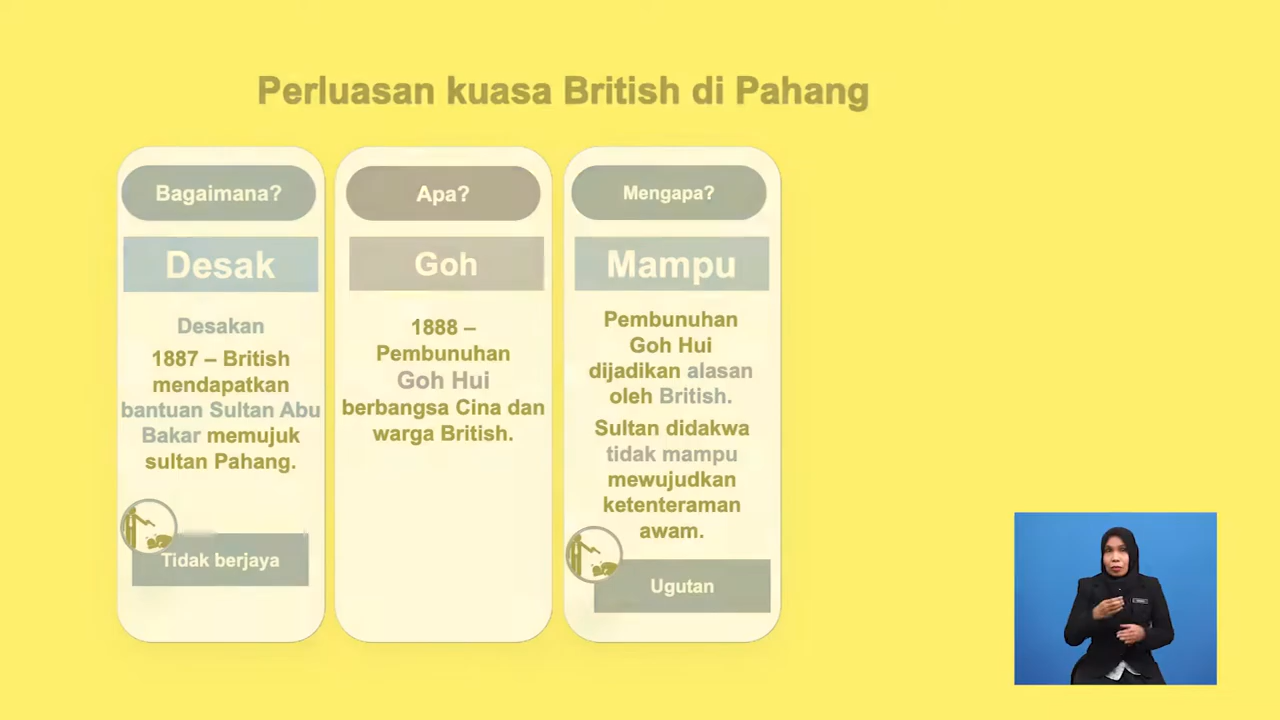 Perluasan kuasa British di Pahang
Bagaimana?
Desak
Desakan
1887 – British
mendapatkan
bantuan Sultan Abu
Bakar memujuk
sultan Pahang.
Tidak berjaya
Apa?
Goh
1888 –
Pembunuhan
Goh Hui
berbangsa Cina dan
warga British.
Mengapa?
Mampu
Pembunuhan
Goh Hui
dijadikan alasan
oleh British.
Sultan didakwa
tidak mampu
mewujudkan
ketenteraman
awam.
Ugutan